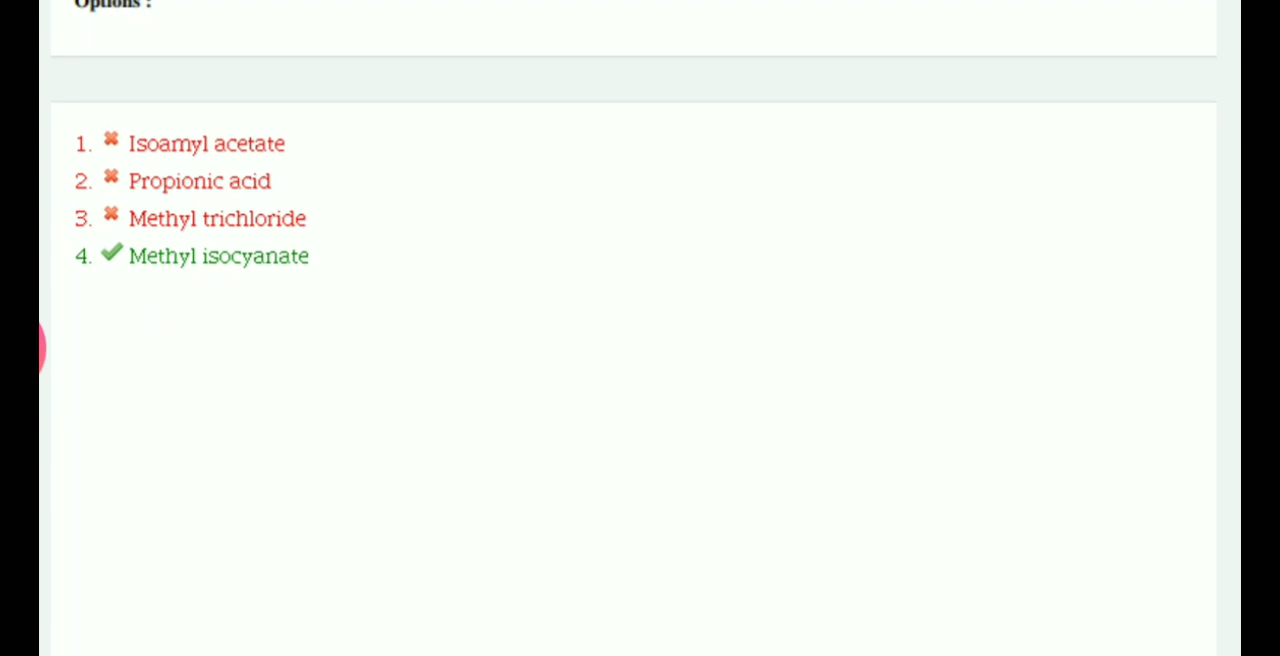 Options :
1. Isoamyl acetate
2. Propionic acid
3. Methyl trichloride
4. Methyl isocyanate